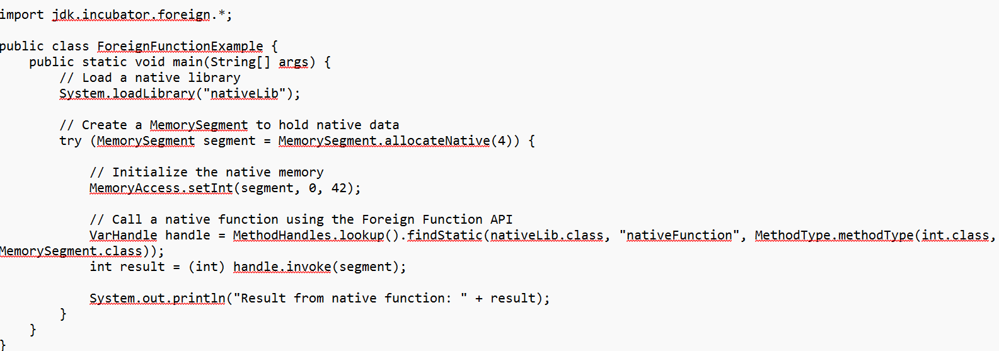 import jdk.incubator.foreign.*;
public class ForeignFunctionExample {
public static void main(String[] args) {
// Load a native library
System.loadLibrary("nativeLib");
// Create a MemorySegment to hold native data
try (MemorySegment segment = MemorySegment.allocateNative(4)) {
// Initialize the native memory
MemoryAccess.setInt(segment, 0, 42);
// Call a native function using the Foreign Function API
VarHandle handle = MethodHandles.lookup().findStatic(nativeLib.class, "nativeFunction", MethodType.methodType(int.class,
MemorySegment.class));
int result = (int) handle.invoke(segment);
System.out.println("Result from native function: " + result);
}
}
}